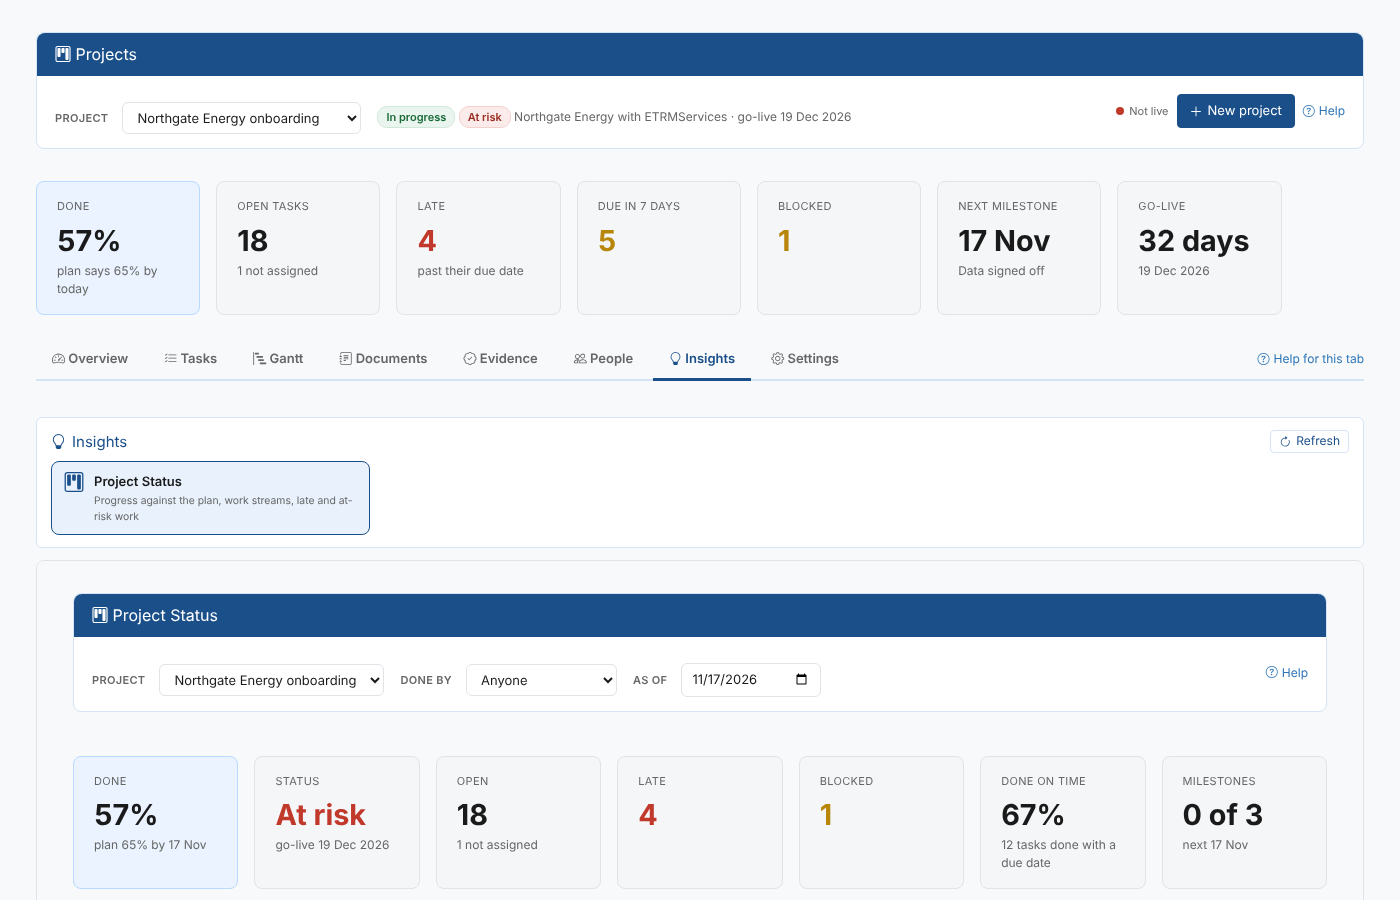 Projects
PROJECT Northgate Energy onboarding In progress At risk Northgate Energy with ETRMServices · go-live 19 Dec 2026 Not live + New project Help
DONE
57%
plan says 65% by
today
OPEN TASKS
18
1 not assigned
LATE
4
past their due date
DUE IN 7 DAYS
5
BLOCKED
1
NEXT MILESTONE
17 Nov
Data signed off
GO-LIVE
32 days
19 Dec 2026
Overview Tasks Gantt Documents Evidence People Insights Settings Help for this tab
Insights Refresh
Project Status
Progress against the plan, work streams, late and at-
risk work
Project Status
PROJECT Northgate Energy onboarding DONE BY Anyone AS OF 11/17/2026 Help
DONE
57%
plan 65% by 17 Nov
STATUS
At risk
go-live 19 Dec 2026
OPEN
18
1 not assigned
LATE
4
BLOCKED
1
DONE ON TIME
67%
12 tasks done with a
due date
MILESTONES
0 of 3
next 17 Nov